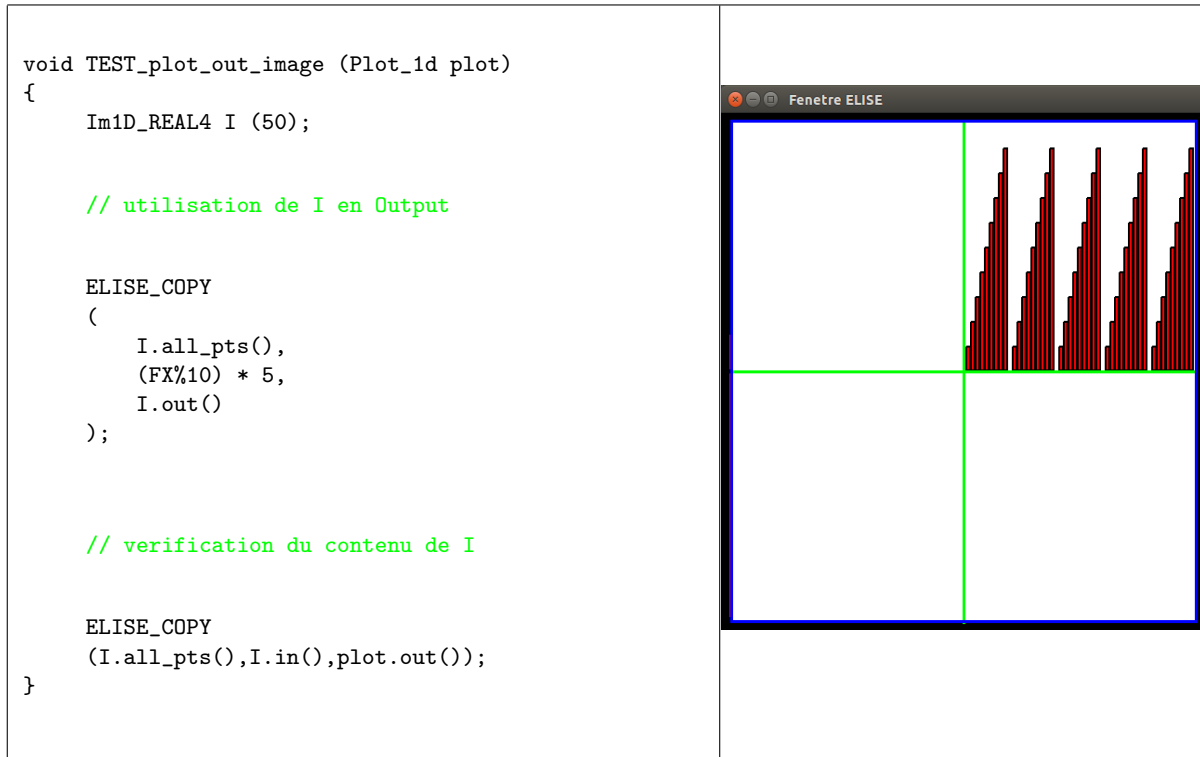 void TEST_plot_out_image (Plot_1d plot)
{
Im1D_REAL4 I (50);
// utilisation de I en Output
ELISE_COPY
(
I.all_pts(),
(FX%10) * 5,
I.out()
);
// verification du contenu de I
ELISE_COPY
(I.all_pts(),I.in(),plot.out());
}
Fenetre ELISE